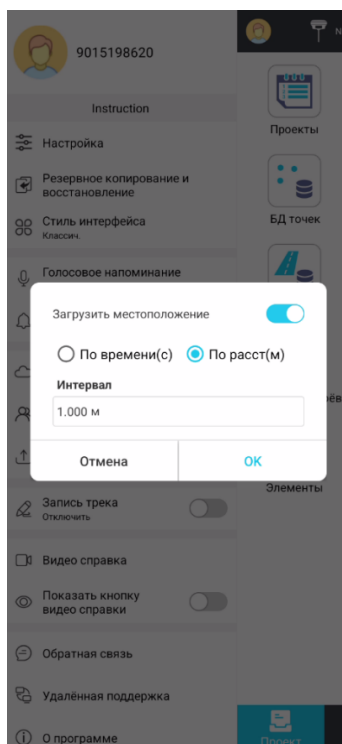 9015198620
N
Instruction
Настройка
Проекты
Резервное копирование и
восстановление
Стиль интерфейса
Классич.
БД точек
Голосовое напоминание
Загрузить местоположение
По времени(с)
По расст(м)
Интервал
1.000 м
Отмена
OK
Элементы
Запись трека
Отключить
Видео справка
Показать кнопку
видео справки
Обратная связь
Удалённая поддержка
О программе
Проект